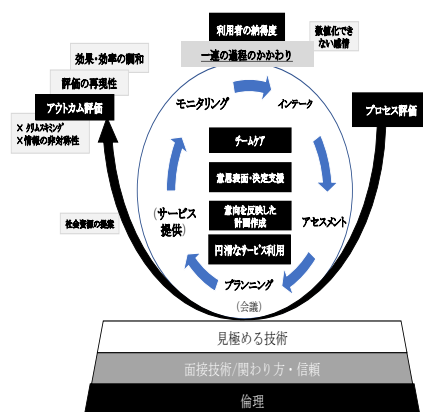 利用者の納得度
一連の過程のかかわり
数値化でき
ない感情
効果・効率の調和
評価の再現性
アウトカム評価
× クリムスキミング
× 情報の非対称性
プロセス評価
モニタリング
インテーク
チームケア
意思表面・決定支援
意向を反映した
計画作成
円滑なサービス利用
(サービス
提供)
アセスメント
社会資源の提案
プランニング
(会議)
見極める技術
面接技術/関わり方・信頼
倫理